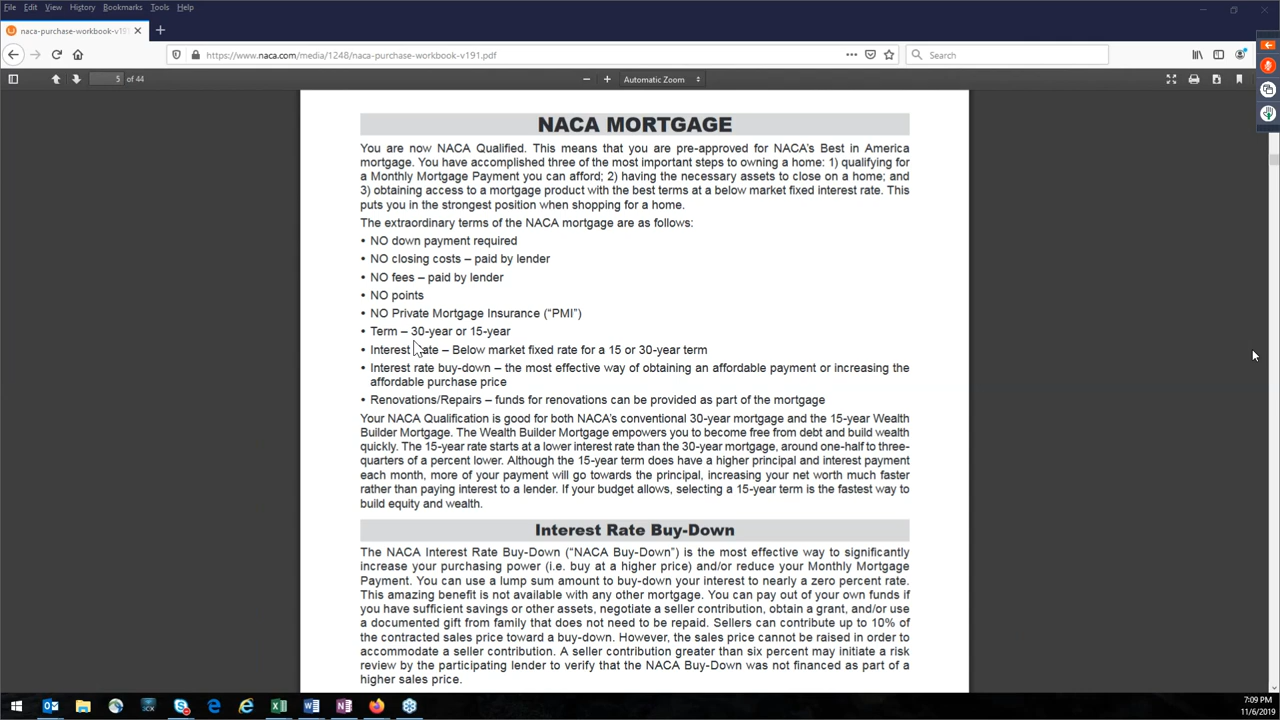 File Edit View History Bookmarks Tools Help
naca-purchase-workbook-v191
https://www.naca.com/media/1248/naca-purchase-workbook-v191.pdf
Search
5 of 44
Automatic Zoom
NACA MORTGAGE
You are now NACA Qualified. This means that you are pre-approved for NACA's Best in America
mortgage. You have accomplished three of the most important steps to owning a home: 1) qualifying for
a Monthly Mortgage Payment you can afford; 2) having the necessary assets to close on a home; and
3) obtaining access to a mortgage product with the best terms at a below market fixed interest rate. This
puts you in the strongest position when shopping for a home.
The extraordinary terms of the NACA mortgage are as follows:
• NO down payment required
• NO closing costs – paid by lender
• NO fees – paid by lender
• NO points
• NO Private Mortgage Insurance ("PMI")
• Term – 30-year or 15-year
• Interest Rate – Below market fixed rate for a 15 or 30-year term
• Interest rate buy-down – the most effective way of obtaining an affordable payment or increasing the
affordable purchase price
• Renovations/Repairs – funds for renovations can be provided as part of the mortgage
Your NACA Qualification is good for both NACA's conventional 30-year mortgage and the 15-year Wealth
Builder Mortgage. The Wealth Builder Mortgage empowers you to become free from debt and build wealth
quickly. The 15-year rate starts at a lower interest rate than the 30-year mortgage, around one-half to three-
quarters of a percent lower. Although the 15-year term does have a higher principal and interest payment
each month, more of your payment will go towards the principal, increasing your net worth much faster
rather than paying interest to a lender. If your budget allows, selecting a 15-year term is the fastest way to
build equity and wealth.
Interest Rate Buy-Down
The NACA Interest Rate Buy-Down ("NACA Buy-Down") is the most effective way to significantly
increase your purchasing power (i.e. buy at a higher price) and/or reduce your Monthly Mortgage
Payment. You can use a lump sum amount to buy-down your interest to nearly a zero percent rate.
This amazing benefit is not available with any other mortgage. You can pay out of your own funds if
you have sufficient savings or other assets, negotiate a seller contribution, obtain a grant, and/or use
a documented gift from family that does not need to be repaid. Sellers can contribute up to 10% of
the contracted sales price toward a buy-down. However, the sales price cannot be raised in order to
accommodate a seller contribution. A seller contribution greater than six percent may initiate a risk
review by the participating lender to verify that the NACA Buy-Down was not financed as part of a
higher sales price.
7:09 PM
11/6/2019